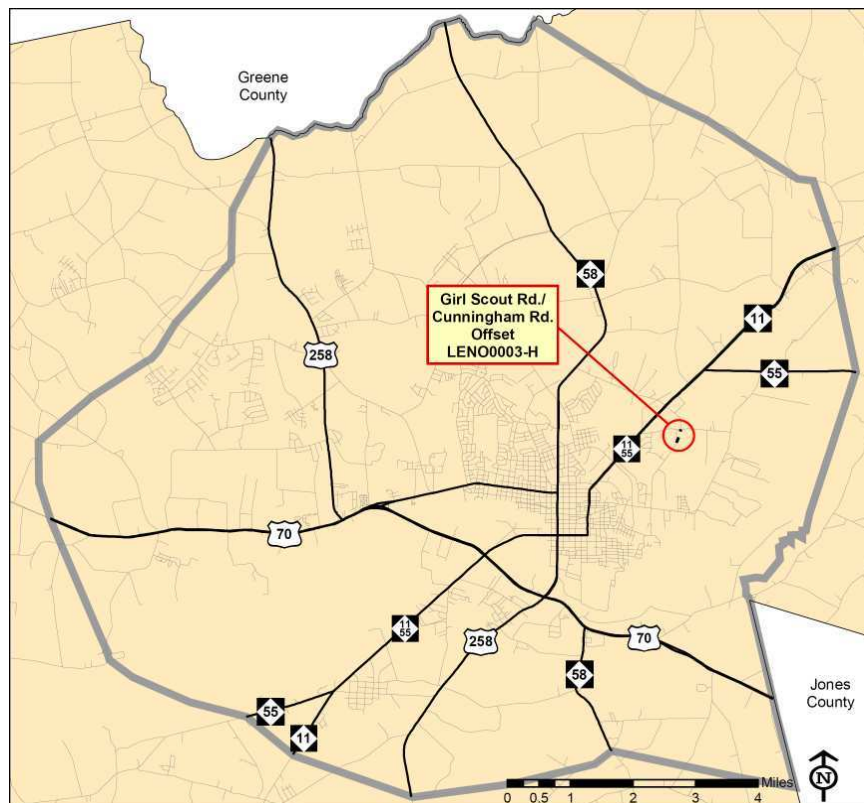 Greene
County
58
11
Girl Scout Rd./
Cunningham Rd.
Offset
LENO0003-H
258
55
11
55
70
11
55
258
70
58
Jones
County
55
11
Miles
0 0.5 1 2 3 4
N